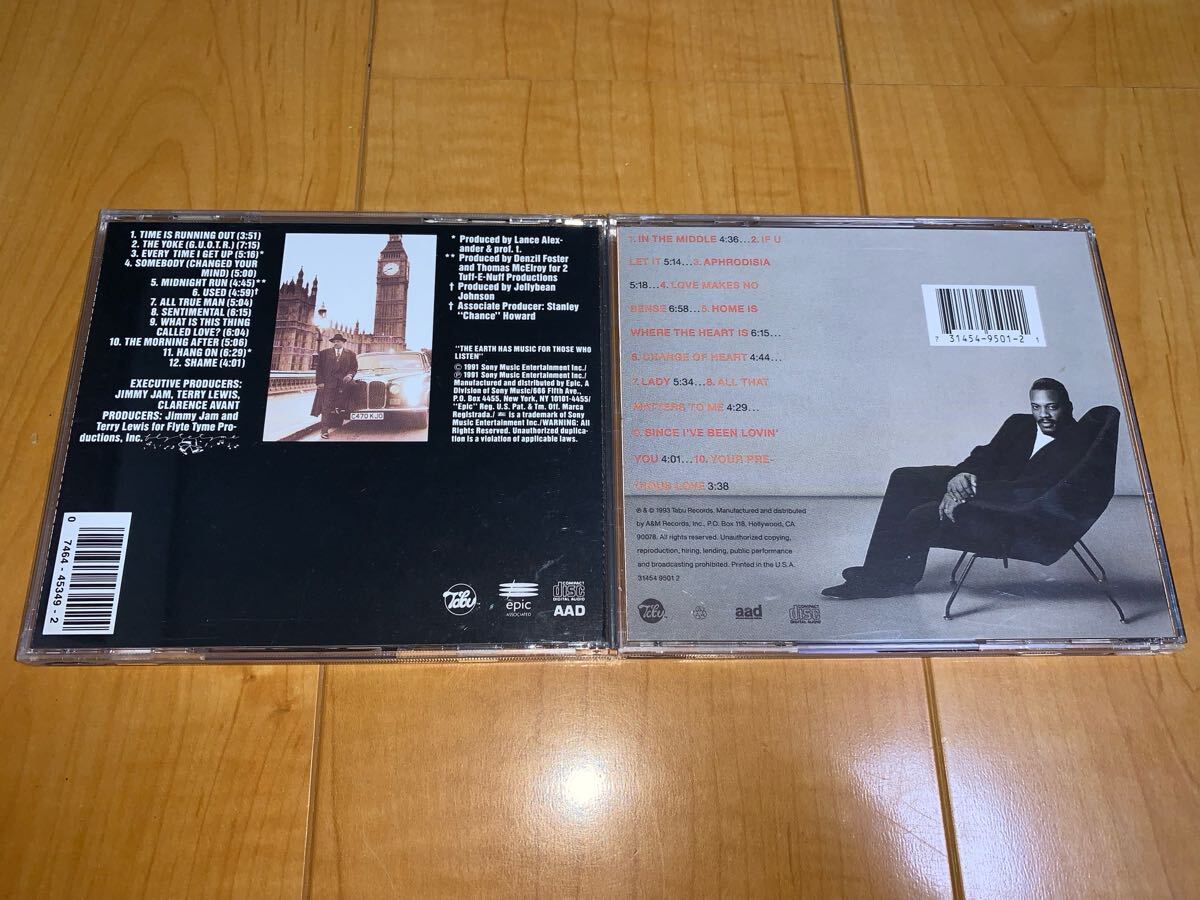 1. TIME IS RUNNING OUT (3:51)
2. THE YOKE (G.U.O.T.R.) (7:15)
3. EVERY TIME I GET UP (5:16)*
4. SOMEBODY (CHANGED YOUR
MIND) (5:00)
5. MIDNIGHT RUN (4:45)**
6. USED (4:59)†
7. ALL TRUE MAN (5:04)
8. SENTIMENTAL (6:15)
9. WHAT IS THIS THING
CALLED LOVE? (6:04)
10. THE MORNING AFTER (5:06)
11. HANG ON (6:29)*
12. SHAME (4:01)
EXECUTIVE PRODUCERS:
JIMMY JAM, TERRY LEWIS,
CLARENCE AVANT
PRODUCERS: Jimmy Jam and
Terry Lewis for Flyte Tyme Pro-
ductions, Inc.
C470 KJO
* Produced by Lance Alex-
ander & prof. t.
** Produced by Denzil Foster
and Thomas McElroy for 2
Tuff-E-Nuff Productions
† Produced by Jellybean
Johnson
† Associate Producer: Stanley
"Chance" Howard
"THE EARTH HAS MUSIC FOR THOSE WHO
LISTEN"
© 1991 Sony Music Entertainment Inc./
℗ 1991 Sony Music Entertainment Inc./
Manufactured and distributed by Epic, A
Division of Sony Music/666 Fifth Ave.,
P.O. Box 4455, New York, NY 10101-4455/
"Epic" Reg. U.S. Pat. & Tm. Off. Marca
Registrada./ is a trademark of Sony
Music Entertainment Inc./WARNING: All
Rights Reserved. Unauthorized duplica-
tion is a violation of applicable laws.
0 7464-45349-2
Tabu
epic
ASSOCIATED
COMPACT
disc
DIGITAL AUDIO
AAD
1. IN THE MIDDLE 4:36...2. IF U
LET IT 5:14...3. APHRODISIA
5:18...4. LOVE MAKES NO
SENSE 6:58...5. HOME IS
WHERE THE HEART IS 6:15...
6. CHANGE OF HEART 4:44...
7. LADY 5:34...8. ALL THAT
MATTERS TO ME 4:29...
9. SINCE I'VE BEEN LOVIN'
YOU 4:01...10. YOUR PRE-
CIOUS LOVE 3:38
7 31454-9501-2 1
℗ & © 1993 Tabu Records. Manufactured and distributed
by A&M Records, Inc., P.O. Box 118, Hollywood, CA
90078. All rights reserved. Unauthorized copying,
reproduction, hiring, lending, public performance
and broadcasting prohibited. Printed in the U.S.A.
31454 9501 2
Tabu
aad
COMPACT
disc
DIGITAL AUDIO